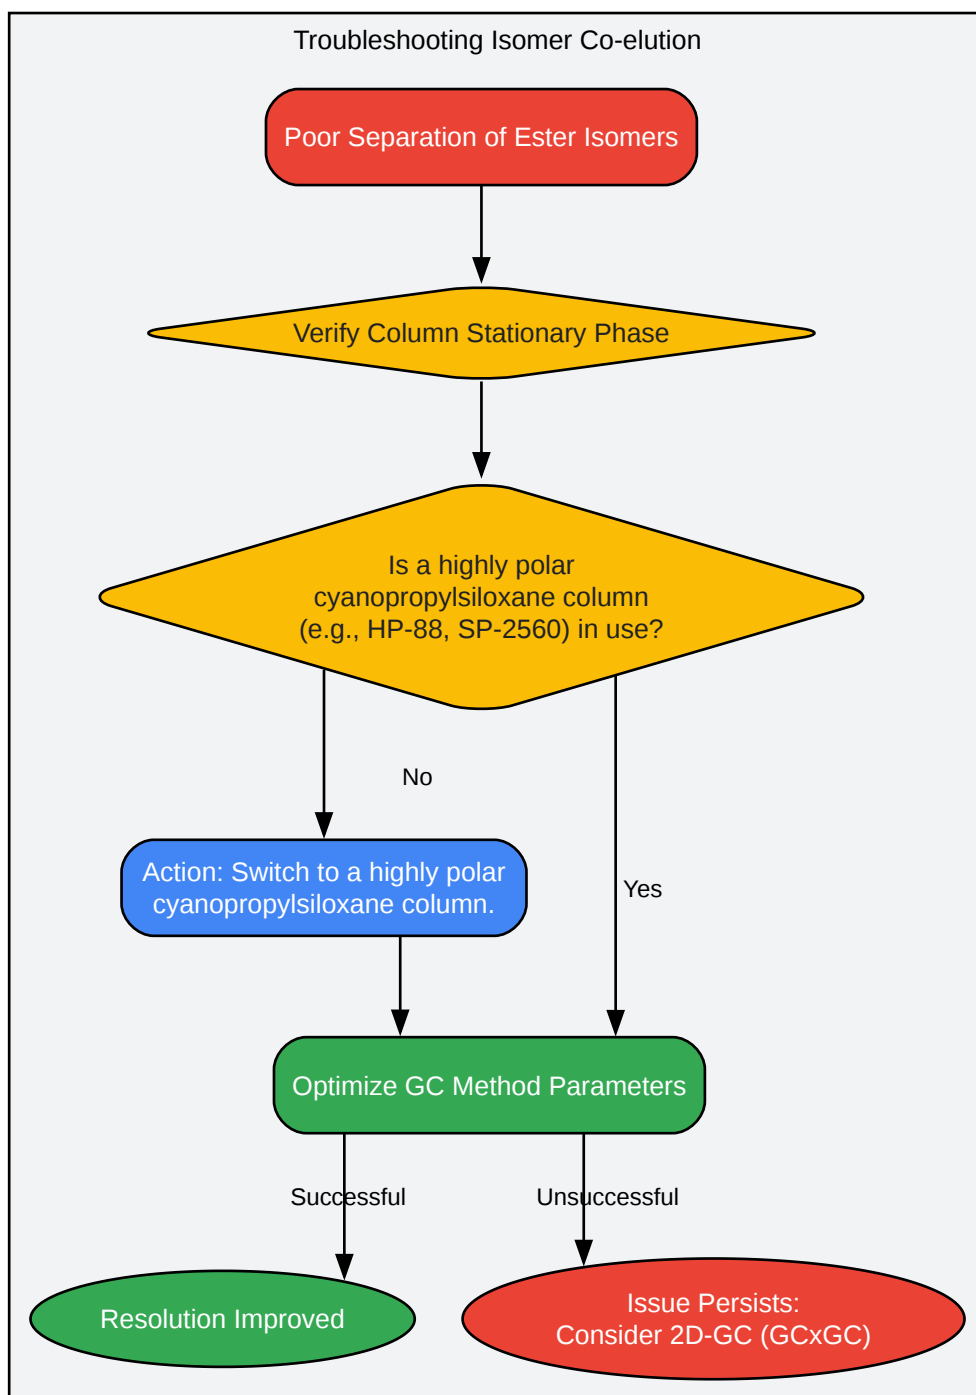 Troubleshooting Isomer Co-elution
Poor Separation of Ester Isomers
Verify Column Stationary Phase
Is a highly polar
cyanopropylsiloxane column
(e.g., HP-88, SP-2560) in use?
No
Action: Switch to a highly polar
cyanopropylsiloxane column.
Yes
Optimize GC Method Parameters
Successful
Unsuccessful
Resolution Improved
Issue Persists:
Consider 2D-GC (GCxGC)